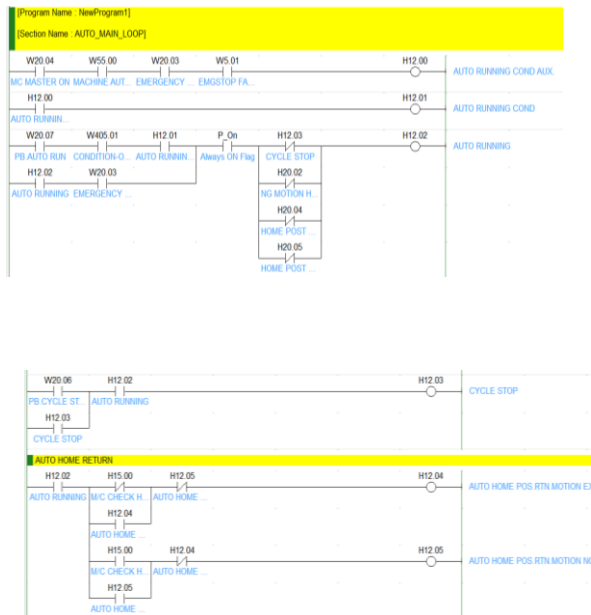 [Program Name : NewProgram1]
[Section Name : AUTO_MAIN_LOOP]
W20.04 W55.00 W20.03 W5.01 H12.00
MC MASTER ON MACHINE AUT... EMERGENCY ... EMGSTOP FA... AUTO RUNNING COND AUX.
H12.00 H12.01
AUTO RUNNIN... AUTO RUNNING COND
W20.07 W405.01 H12.01 P_On H12.03 H12.02
PB.AUTO RUN CONDITION-O... AUTO RUNNIN... Always ON Flag CYCLE STOP AUTO RUNNING
H12.02 W20.03 H20.02
AUTO RUNNING EMERGENCY ... NG MOTION H...
H20.04
HOME POST ...
H20.05
HOME POST ...
W20.06 H12.02 H12.03
PB.CYCLE ST... AUTO RUNNING CYCLE STOP
H12.03
CYCLE STOP
AUTO HOME RETURN
H12.02 H15.00 H12.05 H12.04
AUTO RUNNING M/C CHECK H... AUTO HOME ... AUTO HOME POS.RTN MOTION EX
H12.04
AUTO HOME ...
H15.00 H12.04 H12.05
M/C CHECK H... AUTO HOME ... AUTO HOME POS.RTN MOTION NO
H12.05
AUTO HOME ...